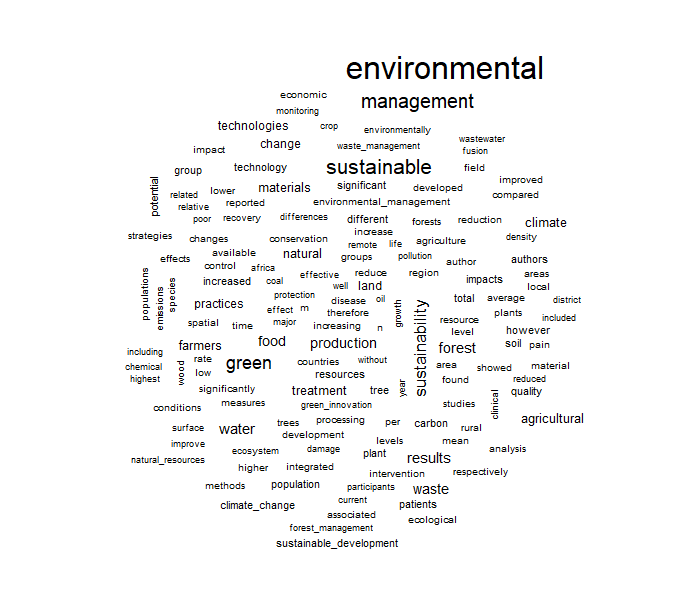 environmental
economic
management
monitoring
technologies crop environmentally
change waste_management wastewater
impact fusion
group technology sustainable field
potential materials significant developed improved
related lower compared
relative reported environmental_management
poor recovery differences different forests reduction climate
strategies changes conservation increase density
remote life agriculture
effects available natural groups pollution author authors
control africa effective reduce region areas
populations emissions species increased coal well land impacts local
protection disease oil growth sustainability total average district
practices effect m therefore resource plants included
spatial time major increasing n level however
farmers food production forest soil pain
including rate green countries without area showed material
chemical wood low resources year found reduced
highest significantly treatment tree clinical quality
conditions measures green_innovation studies
surface water trees processing per carbon rural agricultural
improve development levels mean
natural_resources ecosystem damage plant results analysis
higher integrated intervention respectively
methods population participants waste
climate_change current patients
associated ecological
forest_management
sustainable_development